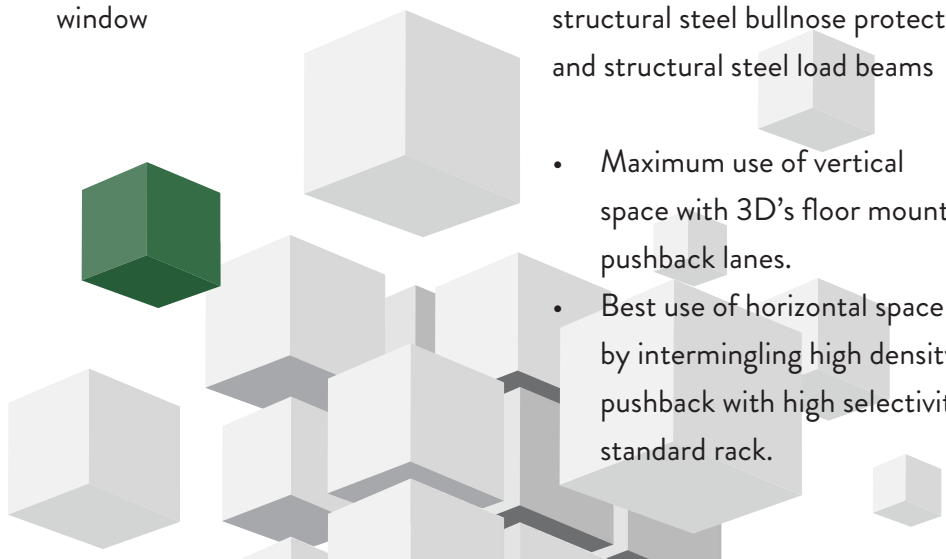 window
structural steel bullnose protect
and structural steel load beams
• Maximum use of vertical
space with 3D’s floor mount
pushback lanes.
• Best use of horizontal space
by intermingling high densit
pushback with high selectivit
standard rack.